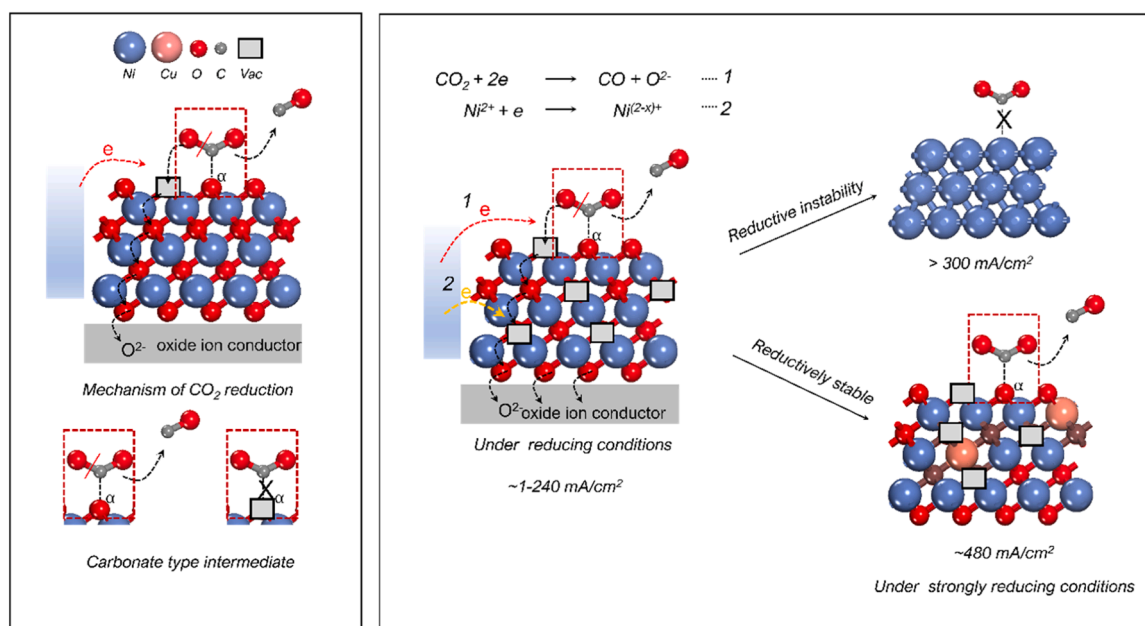 Ni Cu O C Vac
e
α
O²⁻ oxide ion conductor
Mechanism of CO₂ reduction
α
X
α
Carbonate type intermediate
CO₂ + 2e → CO + O²⁻ ····· 1
Ni²⁺ + e → Ni⁽²⁻ˣ⁾⁺ ····· 2
1
e
α
2
e
O²⁻ oxide ion conductor
Under reducing conditions
~1-240 mA/cm²
Reductive instability
X
> 300 mA/cm²
Reductively stable
α
~480 mA/cm²
Under strongly reducing conditions